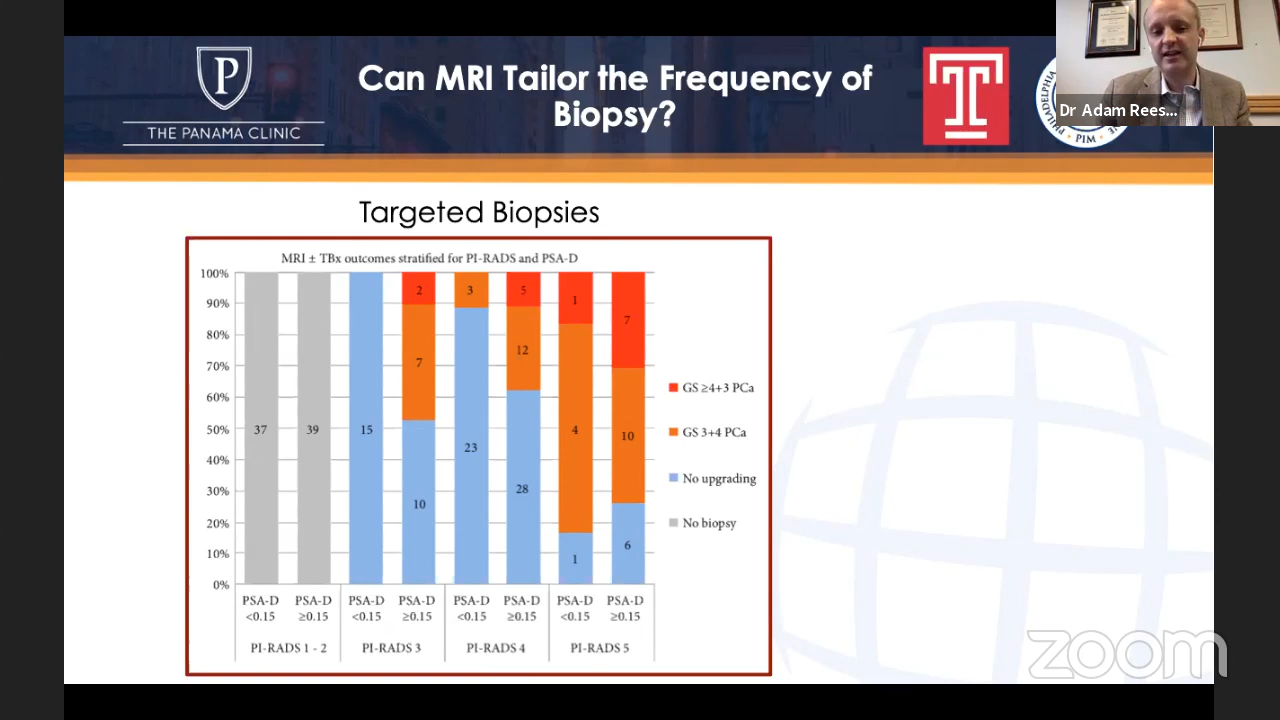 P
THE PANAMA CLINIC
Can MRI Tailor the Frequency of
Biopsy?
T
PHILADELPHIA
PIM
Dr Adam Rees...
Targeted Biopsies
MRI ± TBx outcomes stratified for PI-RADS and PSA-D
100%
90%
80%
70%
60%
50%
40%
30%
20%
10%
0%
37
39
15
10
7
2
23
3
28
12
5
1
4
1
6
10
7
GS ≥4+3 PCa
GS 3+4 PCa
No upgrading
No biopsy
PSA-D PSA-D PSA-D PSA-D PSA-D PSA-D PSA-D PSA-D
<0.15 ≥0.15 <0.15 ≥0.15 <0.15 ≥0.15 <0.15 ≥0.15
PI-RADS 1 - 2 PI-RADS 3 PI-RADS 4 PI-RADS 5
zoom